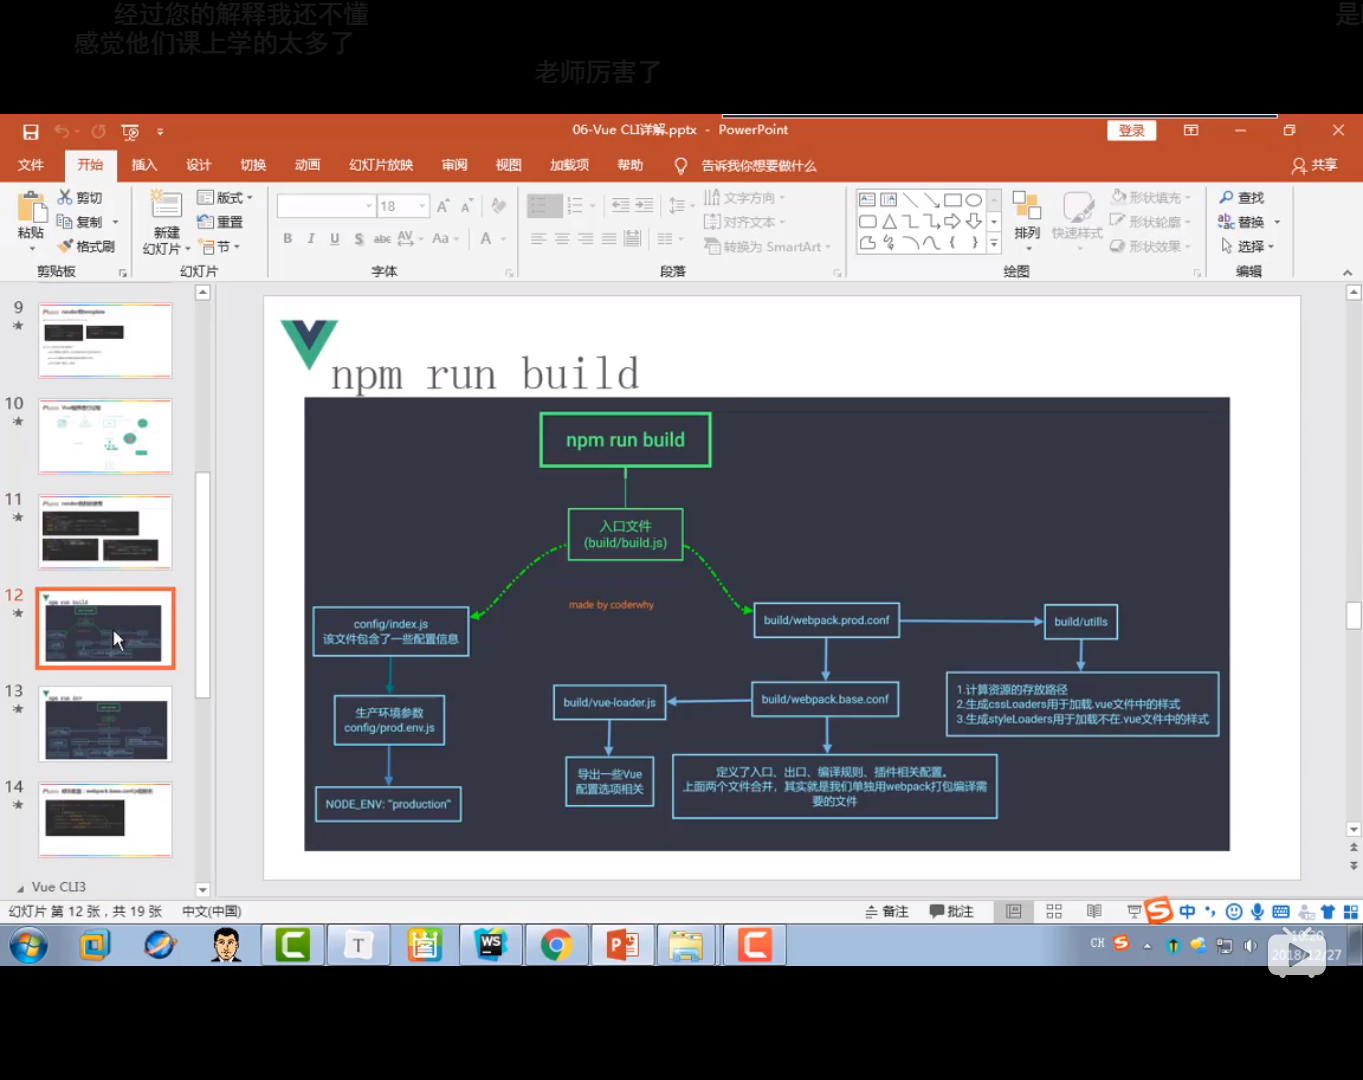 经过您的解释我还不懂
是
感觉他们课上学的太多了
老师厉害了
06-Vue CLI详解.pptx - PowerPoint
登录
文件 开始 插入 设计 切换 动画 幻灯片放映 审阅 视图 加载项 帮助 告诉我你想要做什么 共享
粘贴
剪切
复制
格式刷
剪贴板
新建
幻灯片
版式
重置
节
幻灯片
18
B I U S abc AV Aa A
字体
文字方向
对齐文本
转换为 SmartArt
段落
排列
快速样式
形状填充
形状轮廓
形状效果
绘图
查找
替换
选择
编辑
9
10
11
12
npm run build
13
npm run dev
14
Vue CLI3
npm run build
npm run build
入口文件
(build/build.js)
made by coderwhy
config/index.js
该文件包含了一些配置信息
build/webpack.prod.conf
build/utills
生产环境参数
config/prod.env.js
build/vue-loader.js
build/webpack.base.conf
1.计算资源的存放路径
2.生成cssLoaders用于加载.vue文件中的样式
3.生成styleLoaders用于加载不在.vue文件中的样式
NODE_ENV: "production"
导出一些Vue
配置选项相关
定义了入口、出口、编译规则、插件相关配置。
上面两个文件合并，其实就是我们单独用webpack打包编译需
要的文件
幻灯片 第 12 张，共 19 张 中文(中国)
备注 批注
中
CH
10:20
2018/12/27